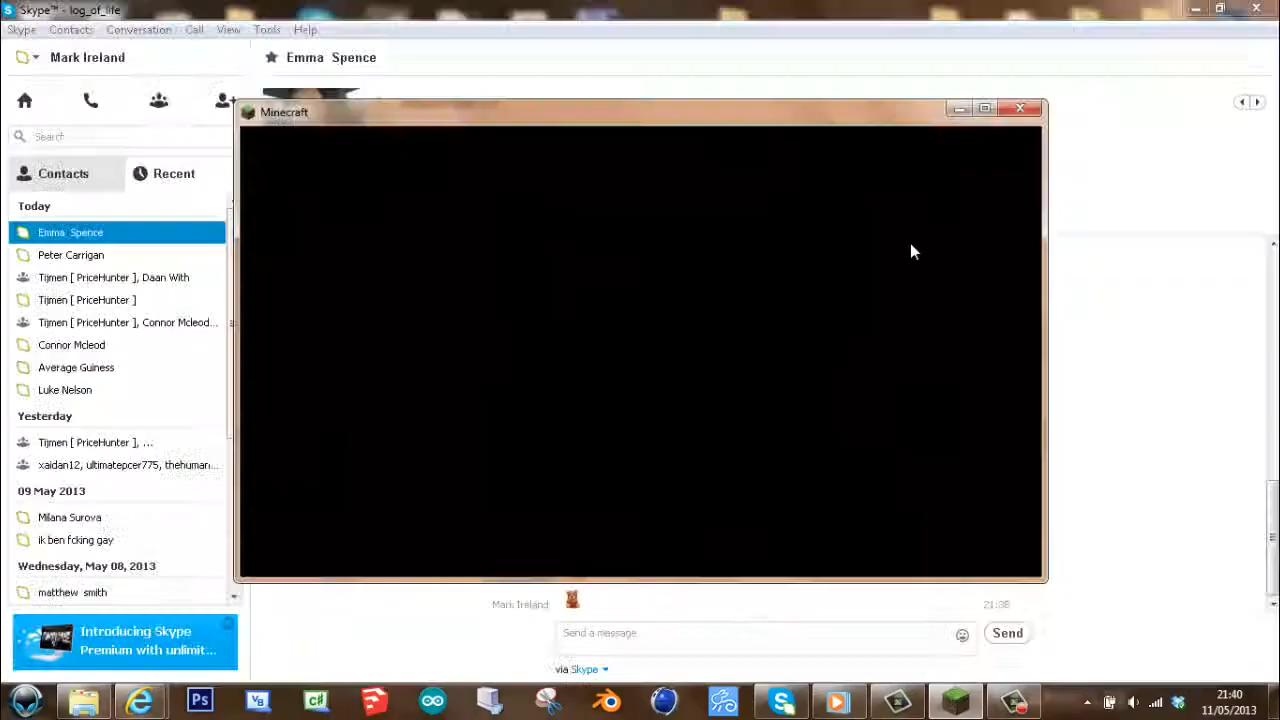 Skype™ - log_of_life
Skype Contacts Conversation Call View Tools Help
Mark Ireland
Emma Spence
Minecraft
Search
Contacts
Recent
Today
Emma Spence
Peter Carrigan
Tijmen [ PriceHunter ], Daan With
Tijmen [ PriceHunter ]
Tijmen [ PriceHunter ], Connor Mcleod...
Connor Mcleod
Average Guiness
Luke Nelson
Yesterday
Tijmen [ PriceHunter ], ...
xaidan12, ultimatepcer775, thehuman...
09 May 2013
Milana Surova
ik ben fcking gay
Wednesday, May 08, 2013
matthew smith
Introducing Skype
Premium with unlimit...
Mark Ireland
21:38
Send a message
Send
via Skype
Ps
VB
C#
21:40
11/05/2013